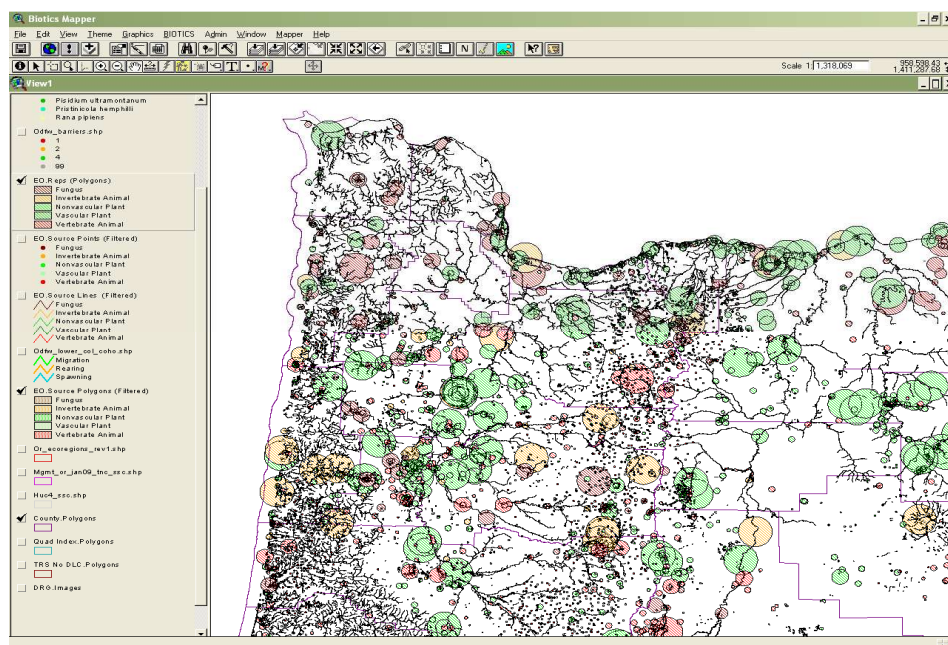 Biotics Mapper
File Edit View Theme Graphics BIOTICS Admin Window Mapper Help
Scale 1: 1,318,069
958,598.43
1,411,287.68
View1
Pisidium ultramontanum
Pristinicola hemphilli
Rana pipiens
Odfw_barriers.shp
1
2
4
99
EO.Reps (Polygons)
Fungus
Invertebrate Animal
Nonvascular Plant
Vascular Plant
Vertebrate Animal
EO.Source Points (Filtered)
Fungus
Invertebrate Animal
Nonvascular Plant
Vascular Plant
Vertebrate Animal
EO.Source Lines (Filtered)
Fungus
Invertebrate Animal
Nonvascular Plant
Vascular Plant
Vertebrate Animal
Odfw_lower_col_coho.shp
Migration
Rearing
Spawning
EO.Source Polygons (Filtered)
Fungus
Invertebrate Animal
Nonvascular Plant
Vascular Plant
Vertebrate Animal
Or_ecoregions_rev1.shp
Mgmt_or_jan09_tnc_ssc.shp
Huc4_ssc.shp
County.Polygons
Quad Index.Polygons
TRS No DLC.Polygons
DRG.Images